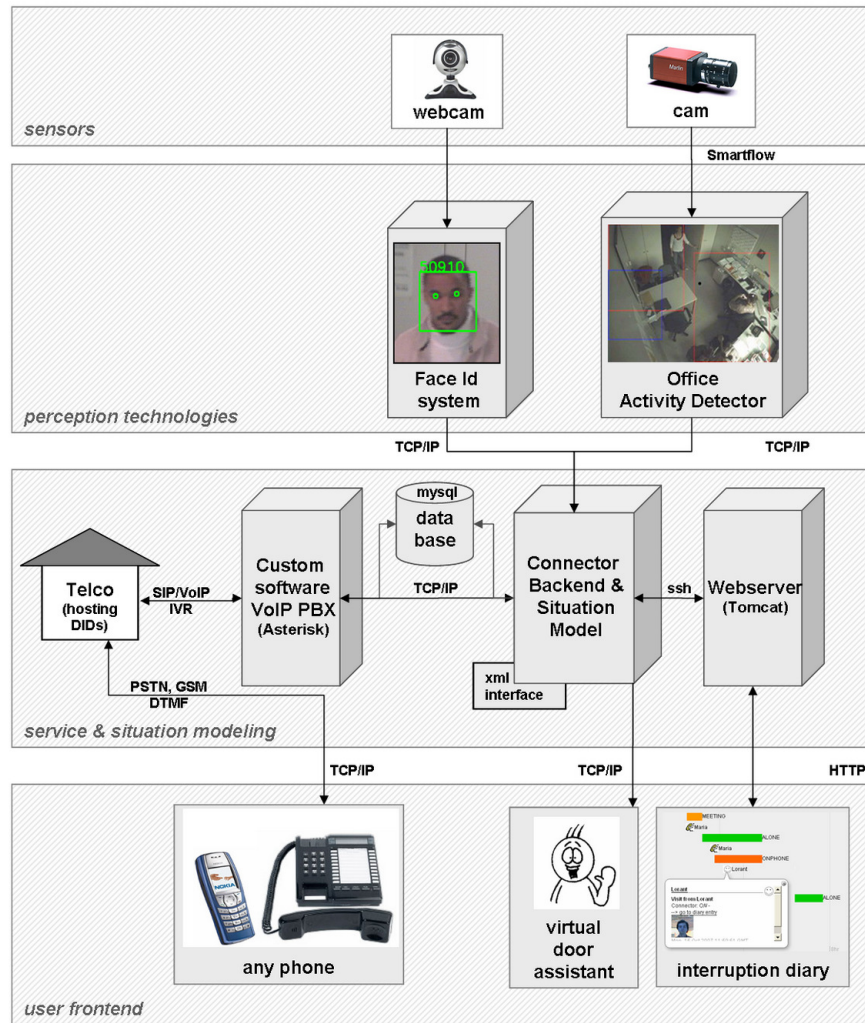 webcam
cam
Martin
sensors
Smartflow
Face Id
system
Office
Activity Detector
perception technologies
TCP/IP
TCP/IP
mysql
data
base
Telco
(hosting
DIDs)
SIP/VoIP
IVR
Custom
software
VoIP PBX
(Asterisk)
TCP/IP
Connector
Backend &
Situation
Model
ssh
Webserver
(Tomcat)
xml
interface
PSTN, GSM
DTMF
service & situation modeling
TCP/IP
TCP/IP
HTTP
NOKIA
any phone
virtual
door
assistant
MEETING
Maria
ALONE
Maria
ONPHONE
Lorant
Lorant
Visit from Lorant
--> go to diary entry
ALONE
interruption diary
user frontend